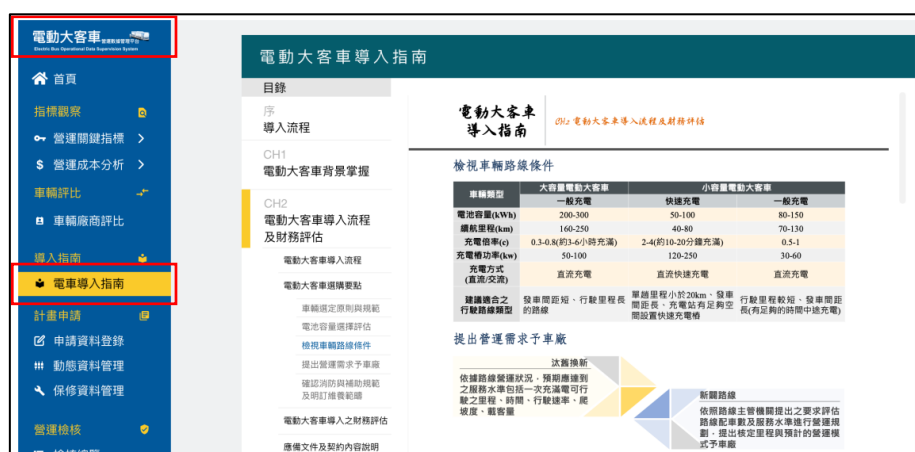 電動大客車營運數據管理平台
Electric Bus Operational Data Supervision System
首頁
指標觀察
營運關鍵指標
營運成本分析
車輛評比
車輛廠商評比
導入指南
電車導入指南
計畫申請
申請資料登錄
動態資料管理
保修資料管理
營運檢核
電動大客車導入指南
目錄
序
導入流程
CH1
電動大客車背景掌握
CH2
電動大客車導入流程
及財務評估
電動大客車導入流程
電動大客車選購要點
車輛選定原則與規範
電池容量選擇評估
檢視車輛路線條件
提出營運需求予車廠
確認消防與補助規範
及明訂維養範疇
電動大客車導入之財務評估
應備文件及契約內容說明
電動大客車
導入指南
CH2 電動大客車導入流程及財務評估
檢視車輛路線條件
車輛類型 大容量電動大客車 小容量電動大客車
一般充電 快速充電 一般充電
電池容量(kWh) 200-300 50-100 80-150
續航里程(km) 160-250 40-80 70-130
充電倍率(c) 0.3-0.8(約3-6小時充滿) 2-4(約10-20分鐘充滿) 0.5-1
充電樁功率(kw) 50-100 120-250 30-60
充電方式
(直流/交流) 直流充電 直流快速充電 直流充電
建議適合之
行駛路線類型
發車間距短、行駛里程長
的路線
單趟里程小於20km、發車
間距長、充電站有足夠空
間設置快速充電樁
行駛里程較短、發車間距
長(有足夠的時間中途充電)
提出營運需求予車廠
汰舊換新
依據路線營運狀況，預期應達到
之服務水準包括一次充滿電可行
駛之里程、時間、行駛速率、爬
坡度、載客量
新闢路線
依照路線主管機關提出之要求評估
路線配車數及服務水準進行營運規
劃，提出核定里程與預計的營運模
式予車廠